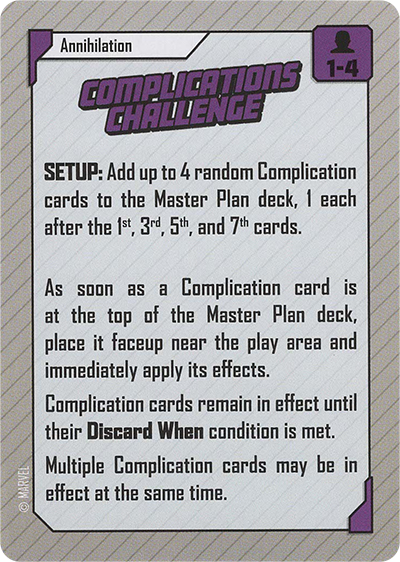 Annihilation
1-4
COMPLICATIONS
CHALLENGE
SETUP: Add up to 4 random Complication
cards to the Master Plan deck, 1 each
after the 1st, 3rd, 5th, and 7th cards.
As soon as a Complication card is
at the top of the Master Plan deck,
place it faceup near the play area and
immediately apply its effects.
Complication cards remain in effect until
their Discard When condition is met.
Multiple Complication cards may be in
effect at the same time.
© MARVEL